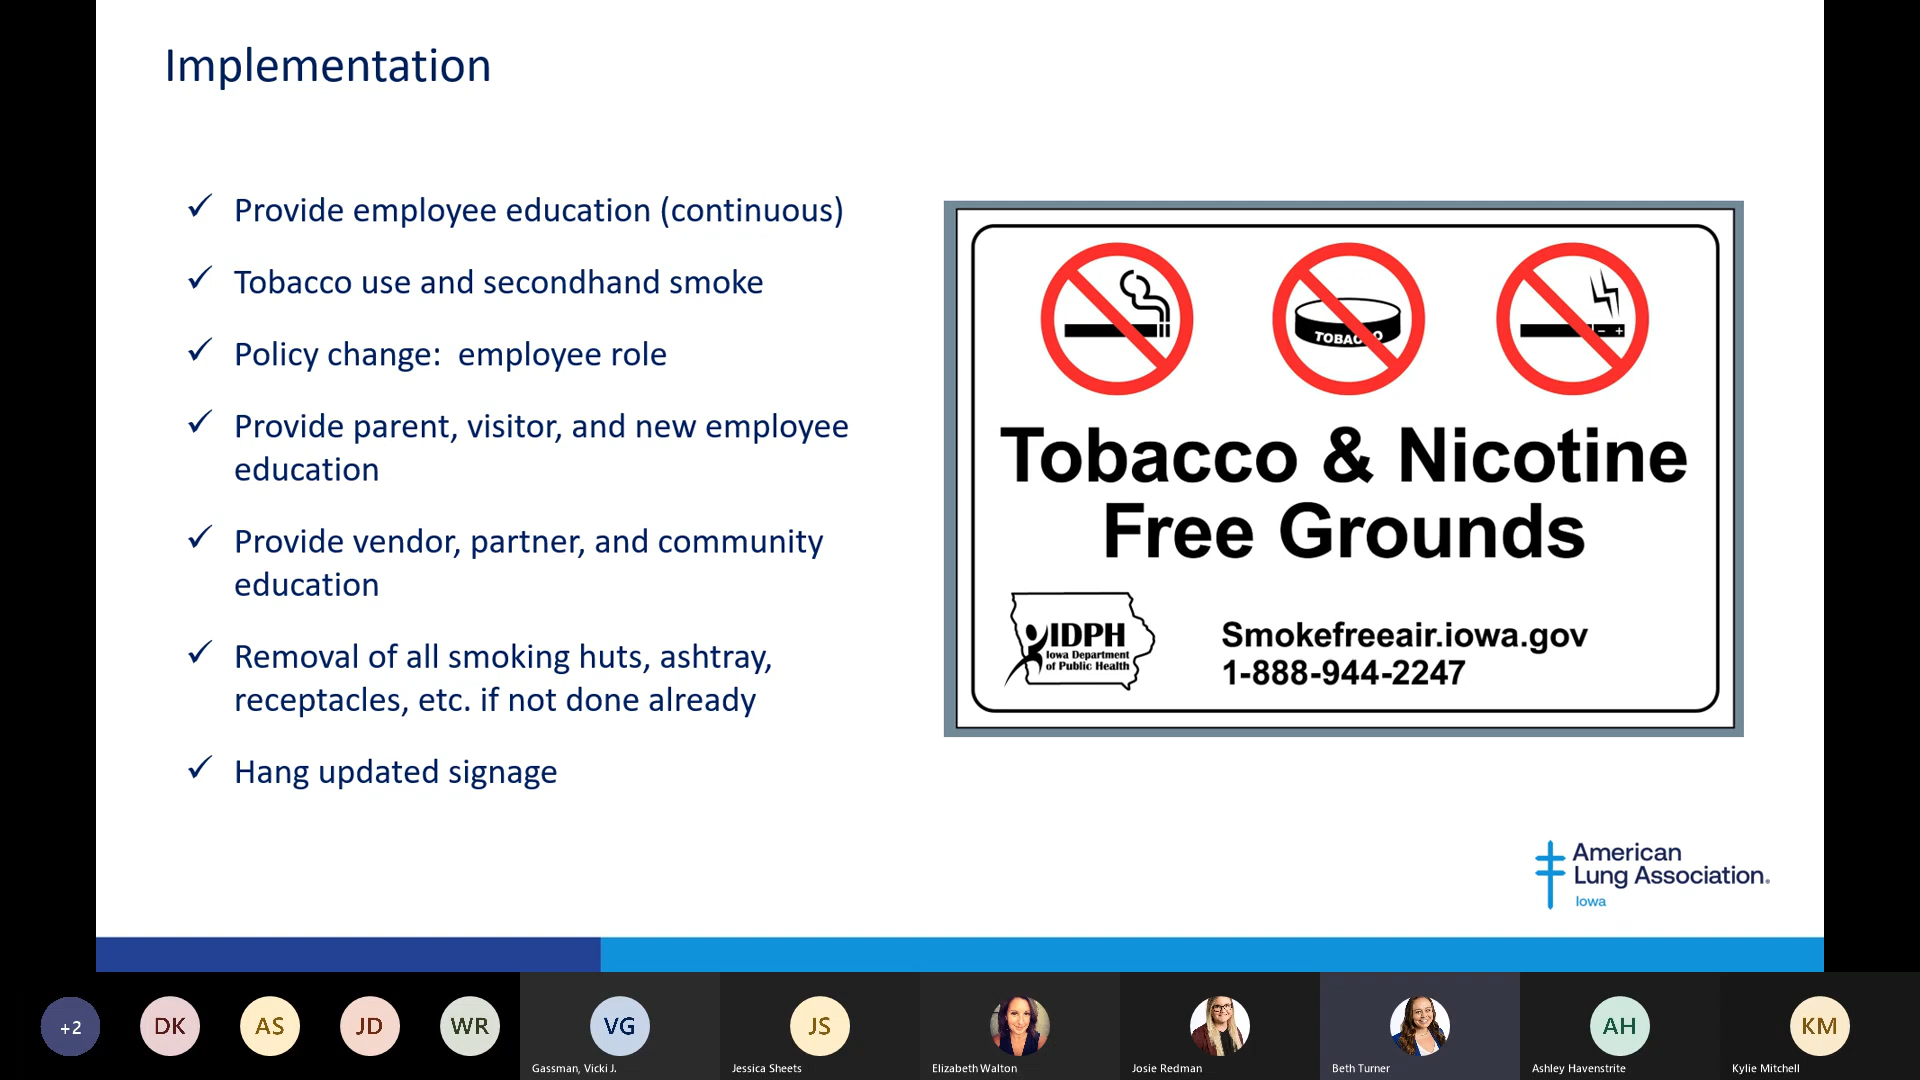 Implementation
✓ Provide employee education (continuous)
✓ Tobacco use and secondhand smoke
✓ Policy change:  employee role
✓ Provide parent, visitor, and new employee
education
✓ Provide vendor, partner, and community
education
✓ Removal of all smoking huts, ashtray,
receptacles, etc. if not done already
✓ Hang updated signage
TOBACCO
- +
Tobacco & Nicotine
Free Grounds
IDPH
Iowa Department
of Public Health
Smokefreeair.iowa.gov
1-888-944-2247
American
Lung Association.
Iowa
+2
DK
AS
JD
WR
VG
JS
AH
KM
Gassman, Vicki J.
Jessica Sheets
Elizabeth Walton
Josie Redman
Beth Turner
Ashley Havenstrite
Kylie Mitchell